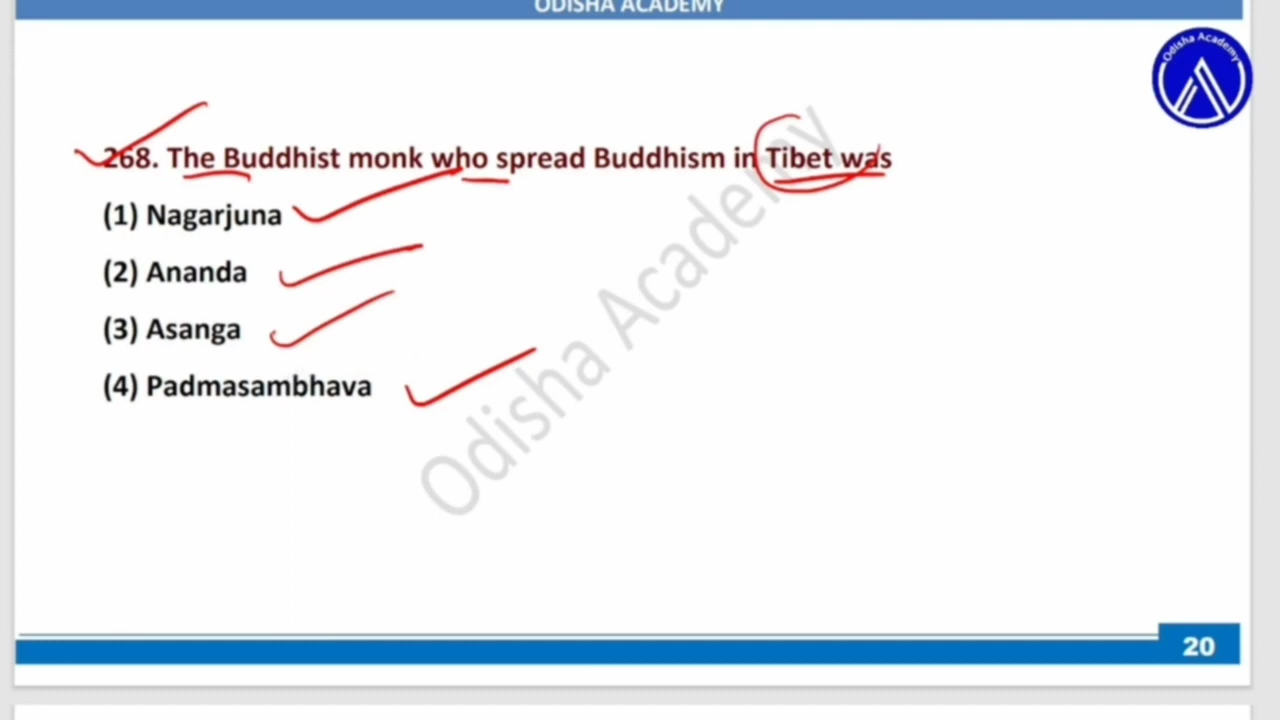 ODISHA ACADEMY
Odisha Academy
268. The Buddhist monk who spread Buddhism in Tibet was
(1) Nagarjuna
(2) Ananda
(3) Asanga
(4) Padmasambhava
Odisha Academy
20